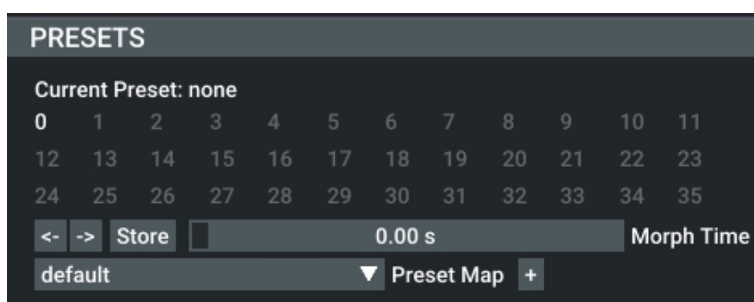 PRESETS
Current Preset: none
0 1 2 3 4 5 6 7 8 9 10 11
12 13 14 15 16 17 18 19 20 21 22 23
24 25 26 27 28 29 30 31 32 33 34 35
<- -> Store 0.00 s Morph Time
default ▼ Preset Map +